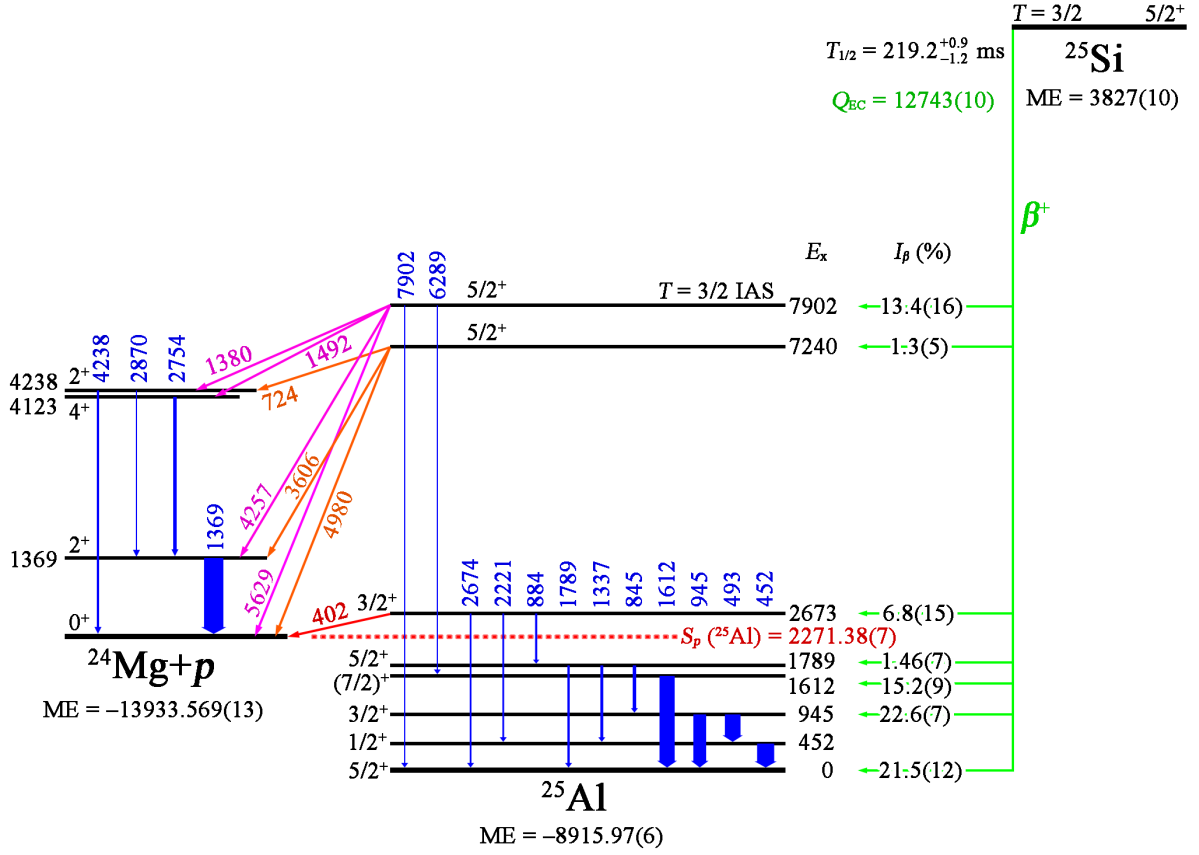 T = 3/2 5/2⁺
T₁/₂ = 219.2⁺⁰·⁹₋₁.₂ ms
²⁵Si
Q_EC = 12743(10)
ME = 3827(10)
β⁺
Eₓ I_β (%)
7902 6289
5/2⁺ T = 3/2 IAS 7902 13.4(16)
5/2⁺ 7240 1.3(5)
1380 1492
724
4257 3606 4980
5629
402
4238 2870 2754
4238 2⁺
4123 4⁺
1369
1369 2⁺
0⁺
²⁴Mg+p
ME = –13933.569(13)
2674 2221 884 1789 1337 845 1612 945 493 452
3/2⁺ 2673 6.8(15)
Sₚ (²⁵Al) = 2271.38(7)
5/2⁺ 1789 1.46(7)
(7/2)⁺ 1612 15.2(9)
3/2⁺ 945 22.6(7)
1/2⁺ 452
5/2⁺ 0 21.5(12)
²⁵Al
ME = –8915.97(6)